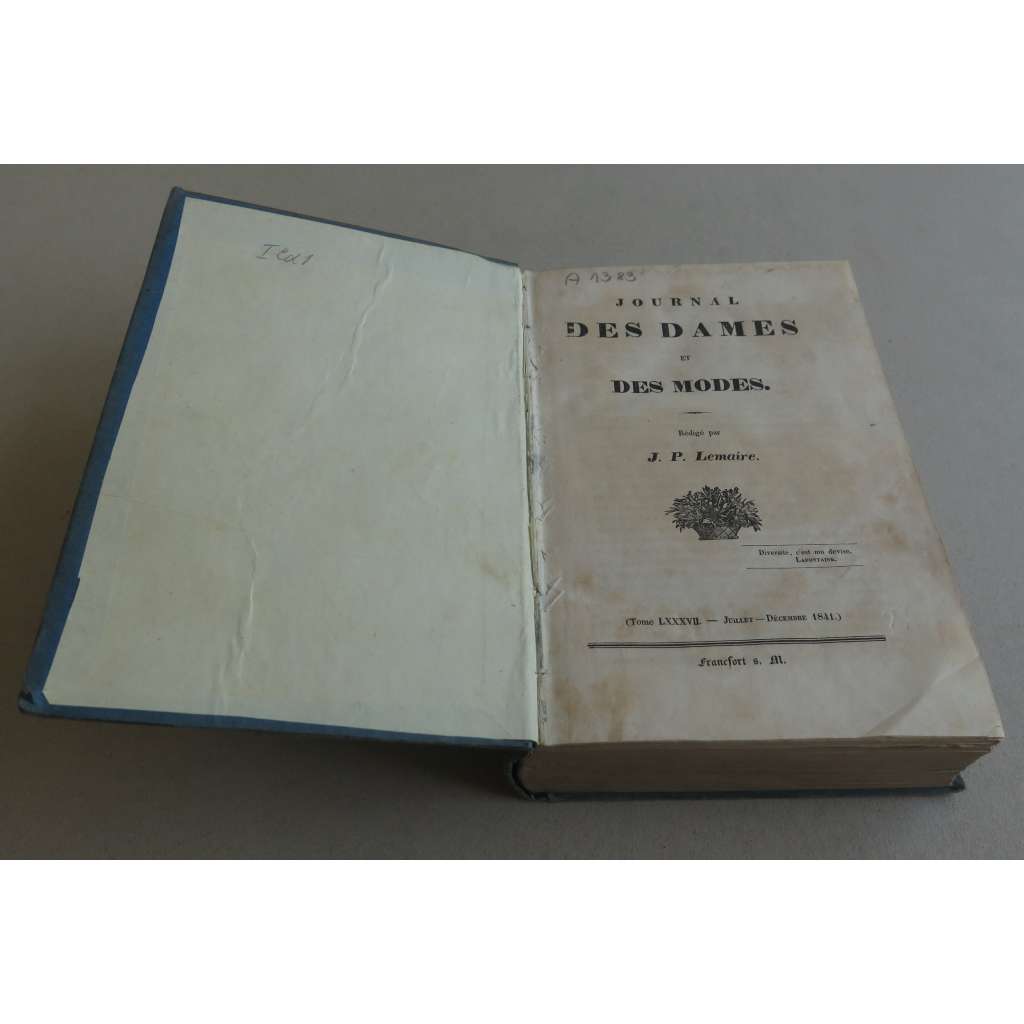 A 1383
JOURNAL
DES DAMES
ET
DES MODES.
Rédigé par
J. P. Lemaire.
Diversité, c'est ma devise.
LAFONTAINE.
(Tome LXXXVII. — JUILLET — DÉCEMBRE 1841.)
Francfort s. M.